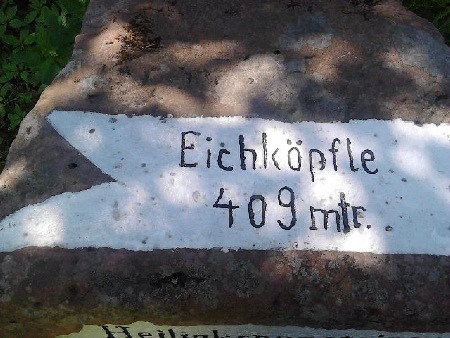 Eichköpfle
409 mtr.